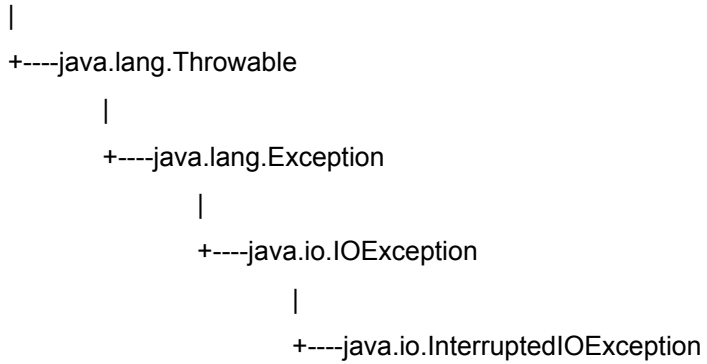 |
+----java.lang.Throwable
|
+----java.lang.Exception
|
+----java.io.IOException
|
+----java.io.InterruptedIOException